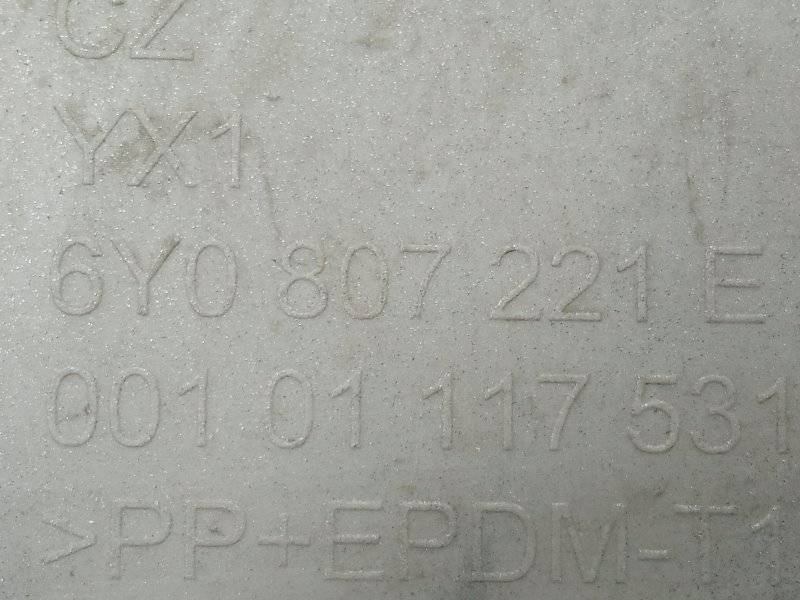 CZ
YX1
6Y0 807 221 E
001 01 117 531
>PP+EPDM-T1